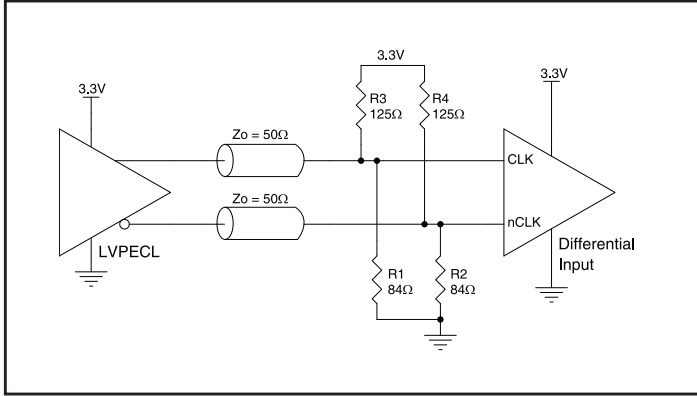 3.3V
3.3V
3.3V
R3
125Ω
R4
125Ω
Zo = 50Ω
CLK
Zo = 50Ω
nCLK
LVPECL
Differential
Input
R1
84Ω
R2
84Ω